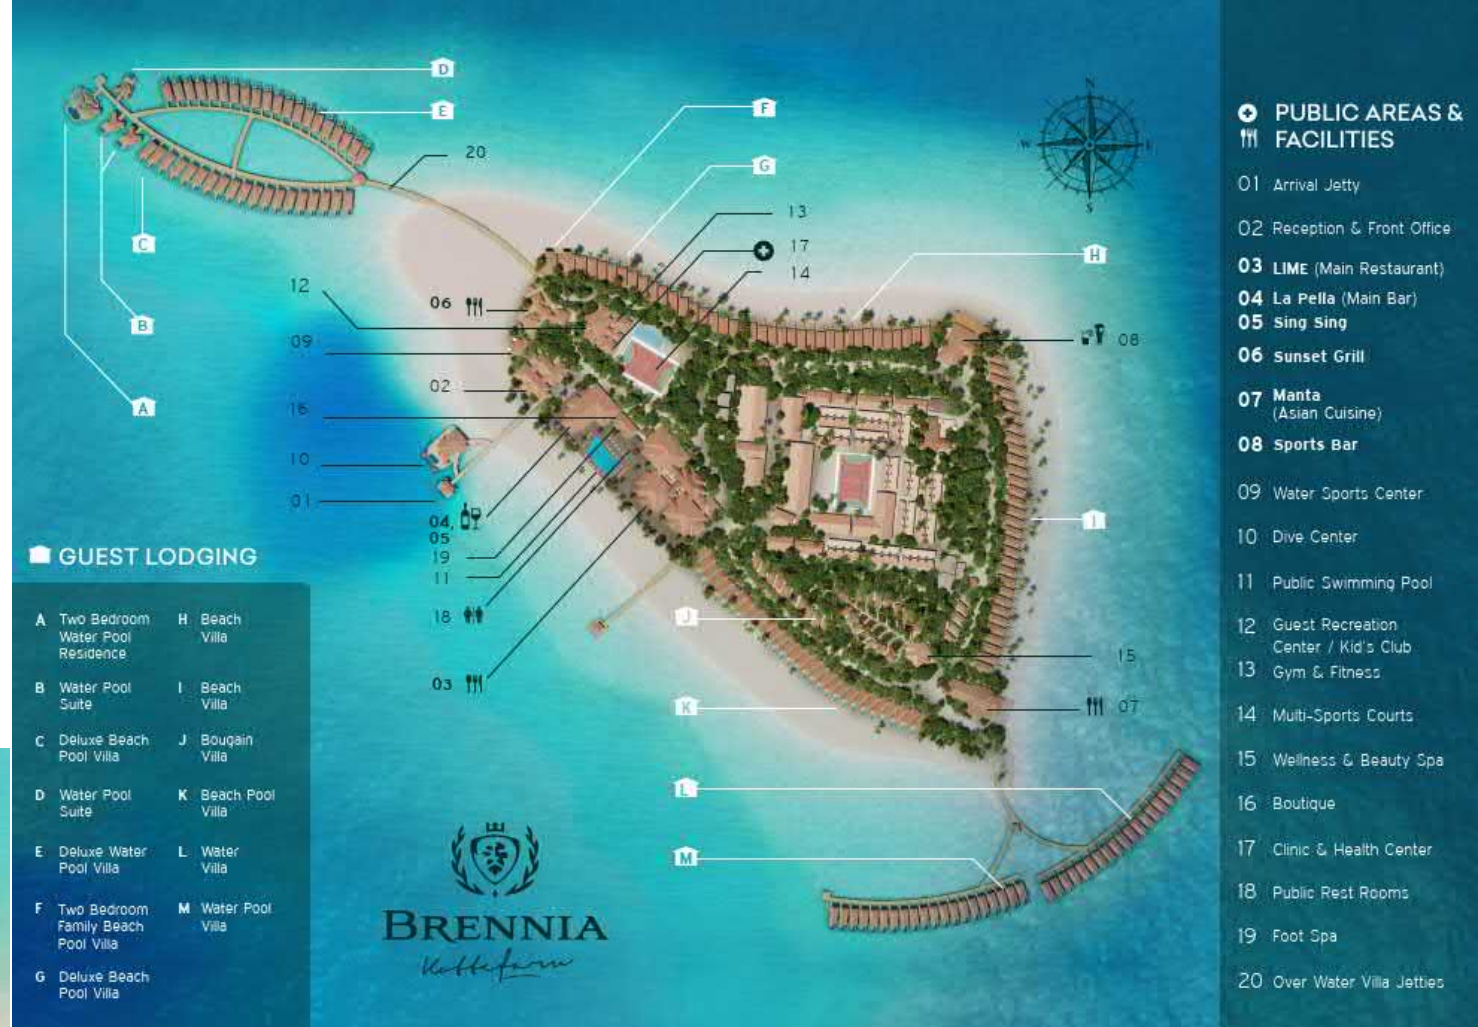 D
E
20
F
G
13
17
14
H
12
06
09
02
16
10
01
04,
05
19
11
18
03
08
I
J
15
K
07
L
M
C
B
A
N
W
E
S
GUEST LODGING
A Two Bedroom
Water Pool
Residence
B Water Pool
Suite
C Deluxe Beach
Pool Villa
D Water Pool
Suite
E Deluxe Water
Pool Villa
F Two Bedroom
Family Beach
Pool Villa
G Deluxe Beach
Pool Villa
H Beach
Villa
I Beach
Villa
J Bougain
Villa
K Beach Pool
Villa
L Water
Villa
M Water Pool
Villa
BRENNIA
Kottefaru
PUBLIC AREAS &
FACILITIES
01 Arrival Jetty
02 Reception & Front Office
03 LIME (Main Restaurant)
04 La Pella (Main Bar)
05 Sing Sing
06 Sunset Grill
07 Manta
(Asian Cuisine)
08 Sports Bar
09 Water Sports Center
10 Dive Center
11 Public Swimming Pool
12 Guest Recreation
Center / Kid's Club
13 Gym & Fitness
14 Multi-Sports Courts
15 Wellness & Beauty Spa
16 Boutique
17 Clinic & Health Center
18 Public Rest Rooms
19 Foot Spa
20 Over Water Villa Jetties